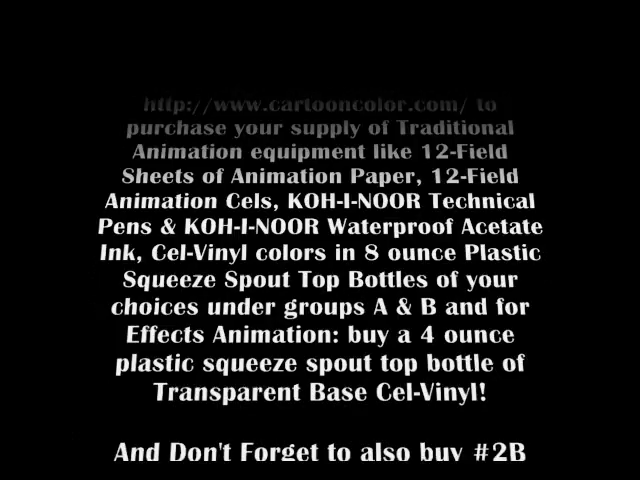 http://www.cartooncolor.com/ to
purchase your supply of Traditional
Animation equipment like 12-Field
Sheets of Animation Paper, 12-Field
Animation Cels, KOH-I-NOOR Technical
Pens & KOH-I-NOOR Waterproof Acetate
Ink, Cel-Vinyl colors in 8 ounce Plastic
Squeeze Spout Top Bottles of your
choices under groups A & B and for
Effects Animation: buy a 4 ounce
plastic squeeze spout top bottle of
Transparent Base Cel-Vinyl!
And Don't Forget to also buy #2B